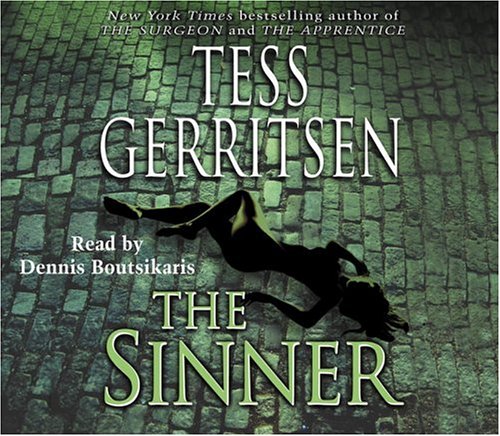 New York Times bestselling author of
THE SURGEON and THE APPRENTICE
TESS
GERRITSEN
Read by
Dennis Boutsikaris
THE
SINNER